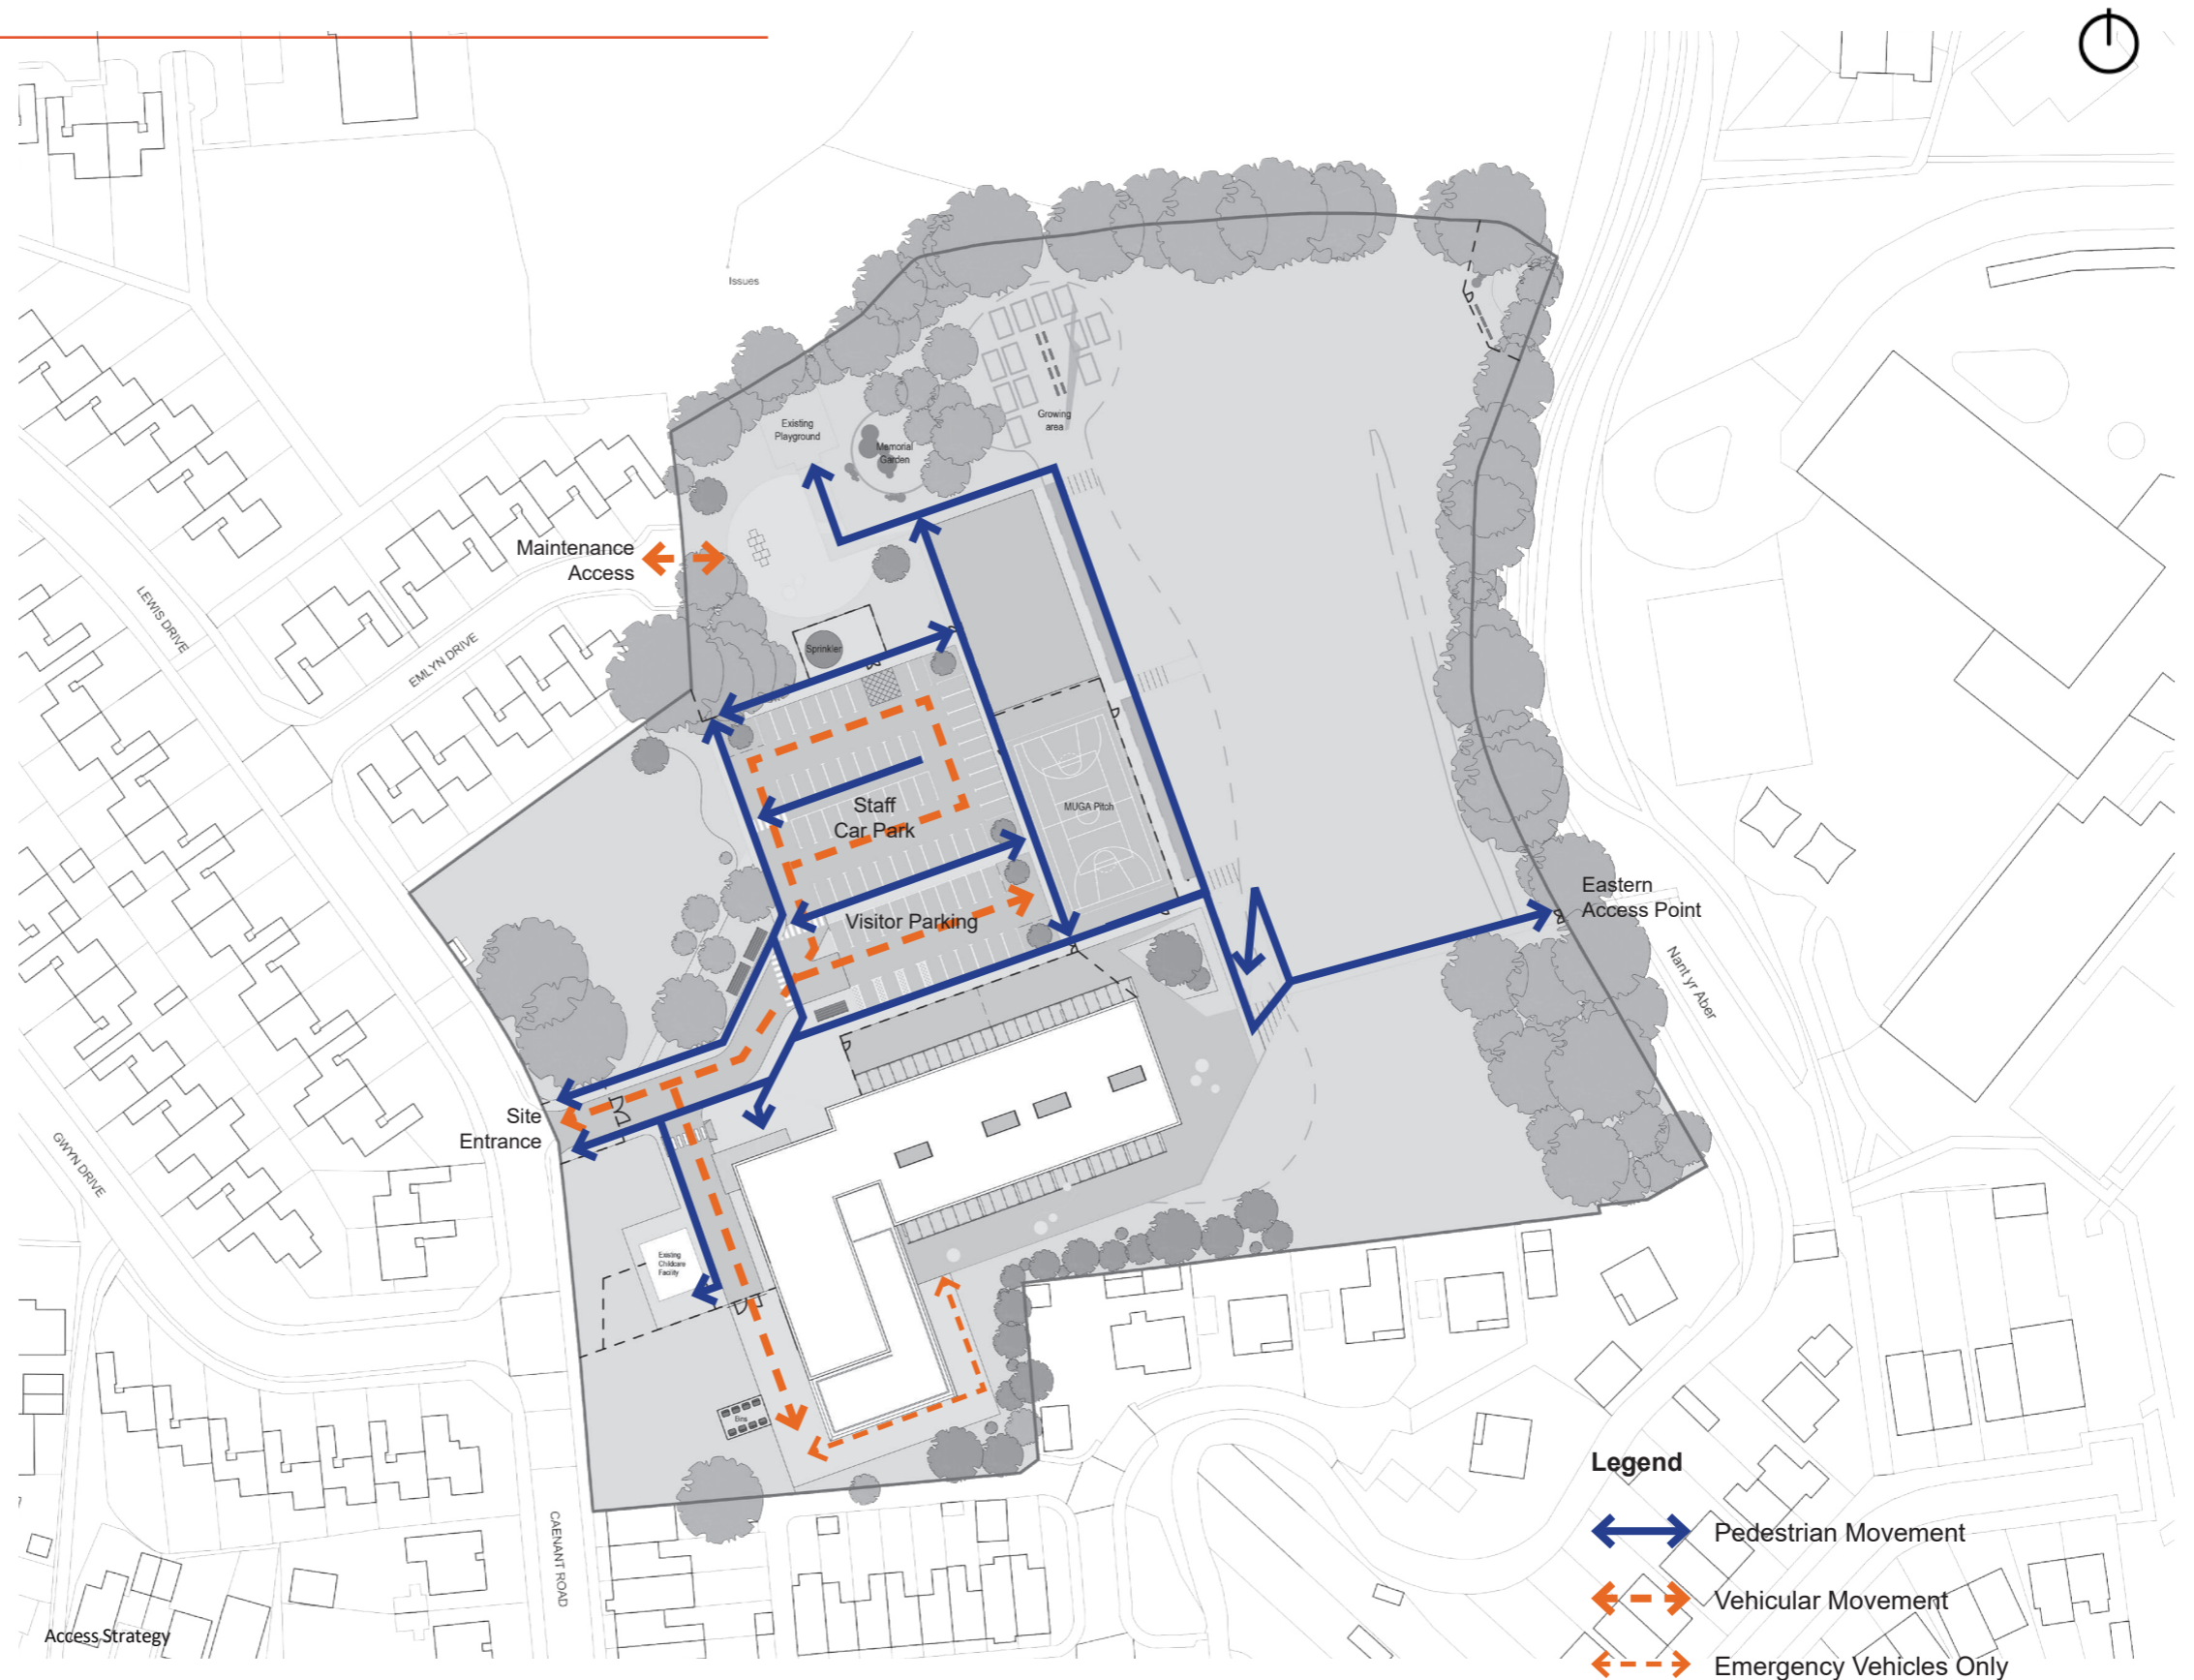 Issues
Existing
Playground
Memorial
Garden
Growing
area
Maintenance
Access
LEWIS DRIVE
EMLYN DRIVE
Sprinkler
Staff
Car Park
MUGA Pitch
Visitor Parking
Eastern
Access Point
Nant yr Aber
Site
Entrance
GWYN DRIVE
Existing
Childcare
Facility
Bins
CAENANT ROAD
Access Strategy
Legend
Pedestrian Movement
Vehicular Movement
Emergency Vehicles Only